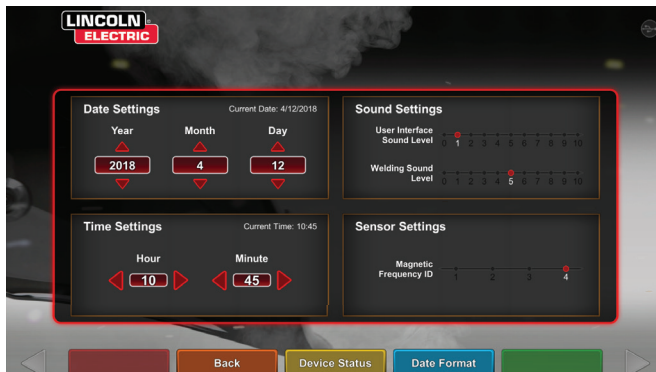 LINCOLN
ELECTRIC
Date Settings
Current Date: 4/12/2018
Year
Month
Day
2018
4
12
Time Settings
Current Time: 10:45
Hour
Minute
10
45
Sound Settings
User Interface
Sound Level
0 1 2 3 4 5 6 7 8 9 10
Welding Sound
Level
0 1 2 3 4 5 6 7 8 9 10
Sensor Settings
Magnetic
Frequency ID
1 2 3 4
Back
Device Status
Date Format